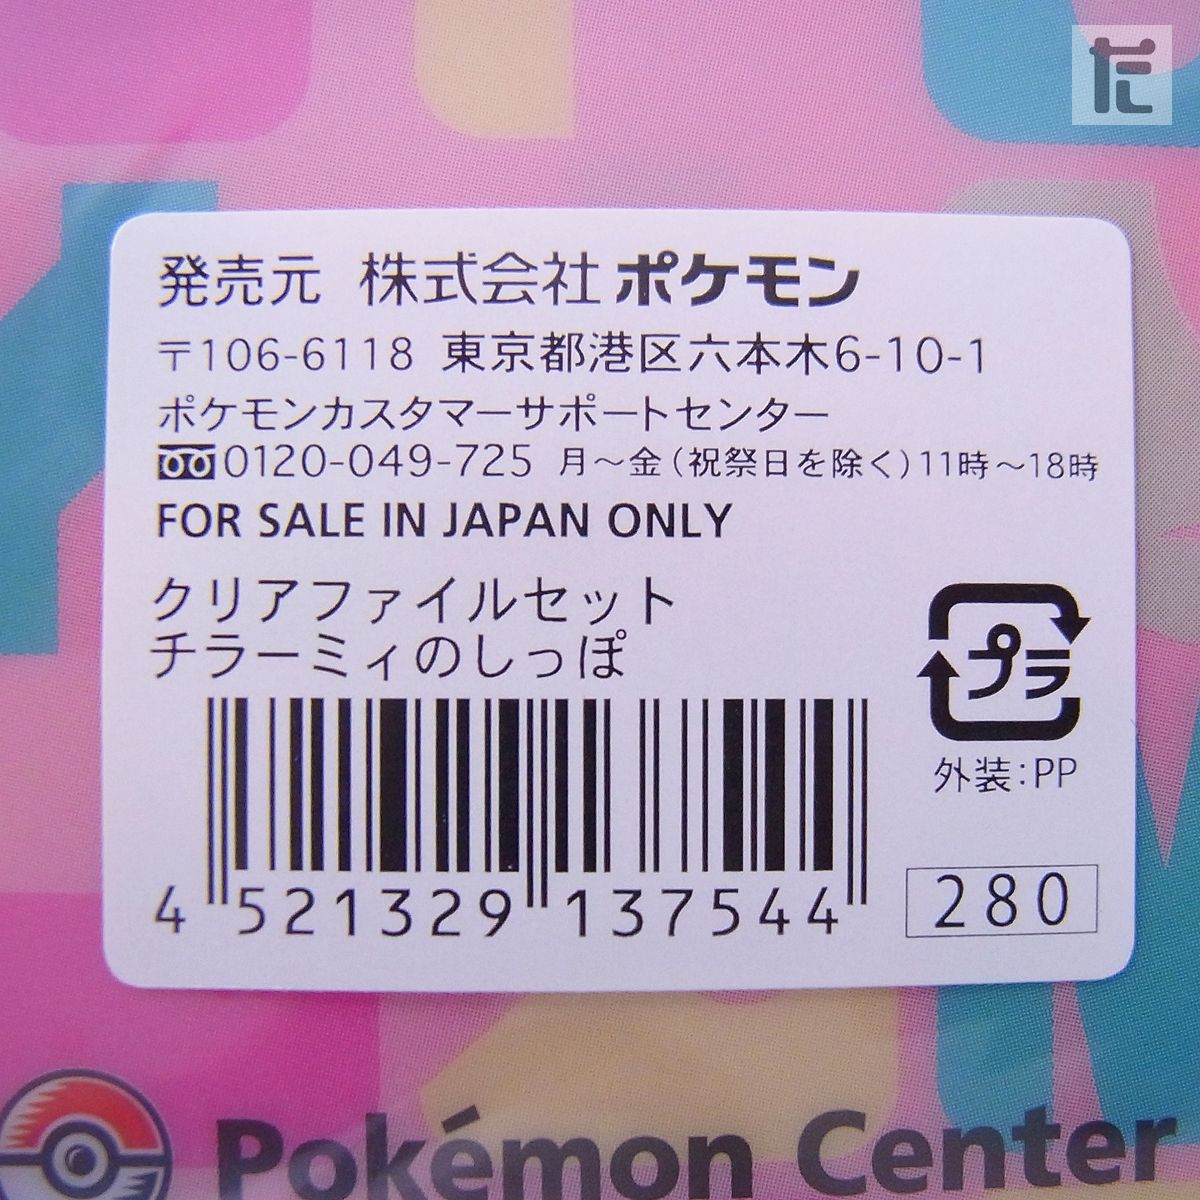 だし
発売元 株式会社ポケモン
〒106-6118 東京都港区六本木6-10-1
ポケモンカスタマーサポートセンター
0120-049-725 月～金(祝祭日を除く)11時～18時
FOR SALE IN JAPAN ONLY
クリアファイルセット
チラーミィのしっぽ
プラ
外装:PP
4 521329 137544
280
Pokémon Center